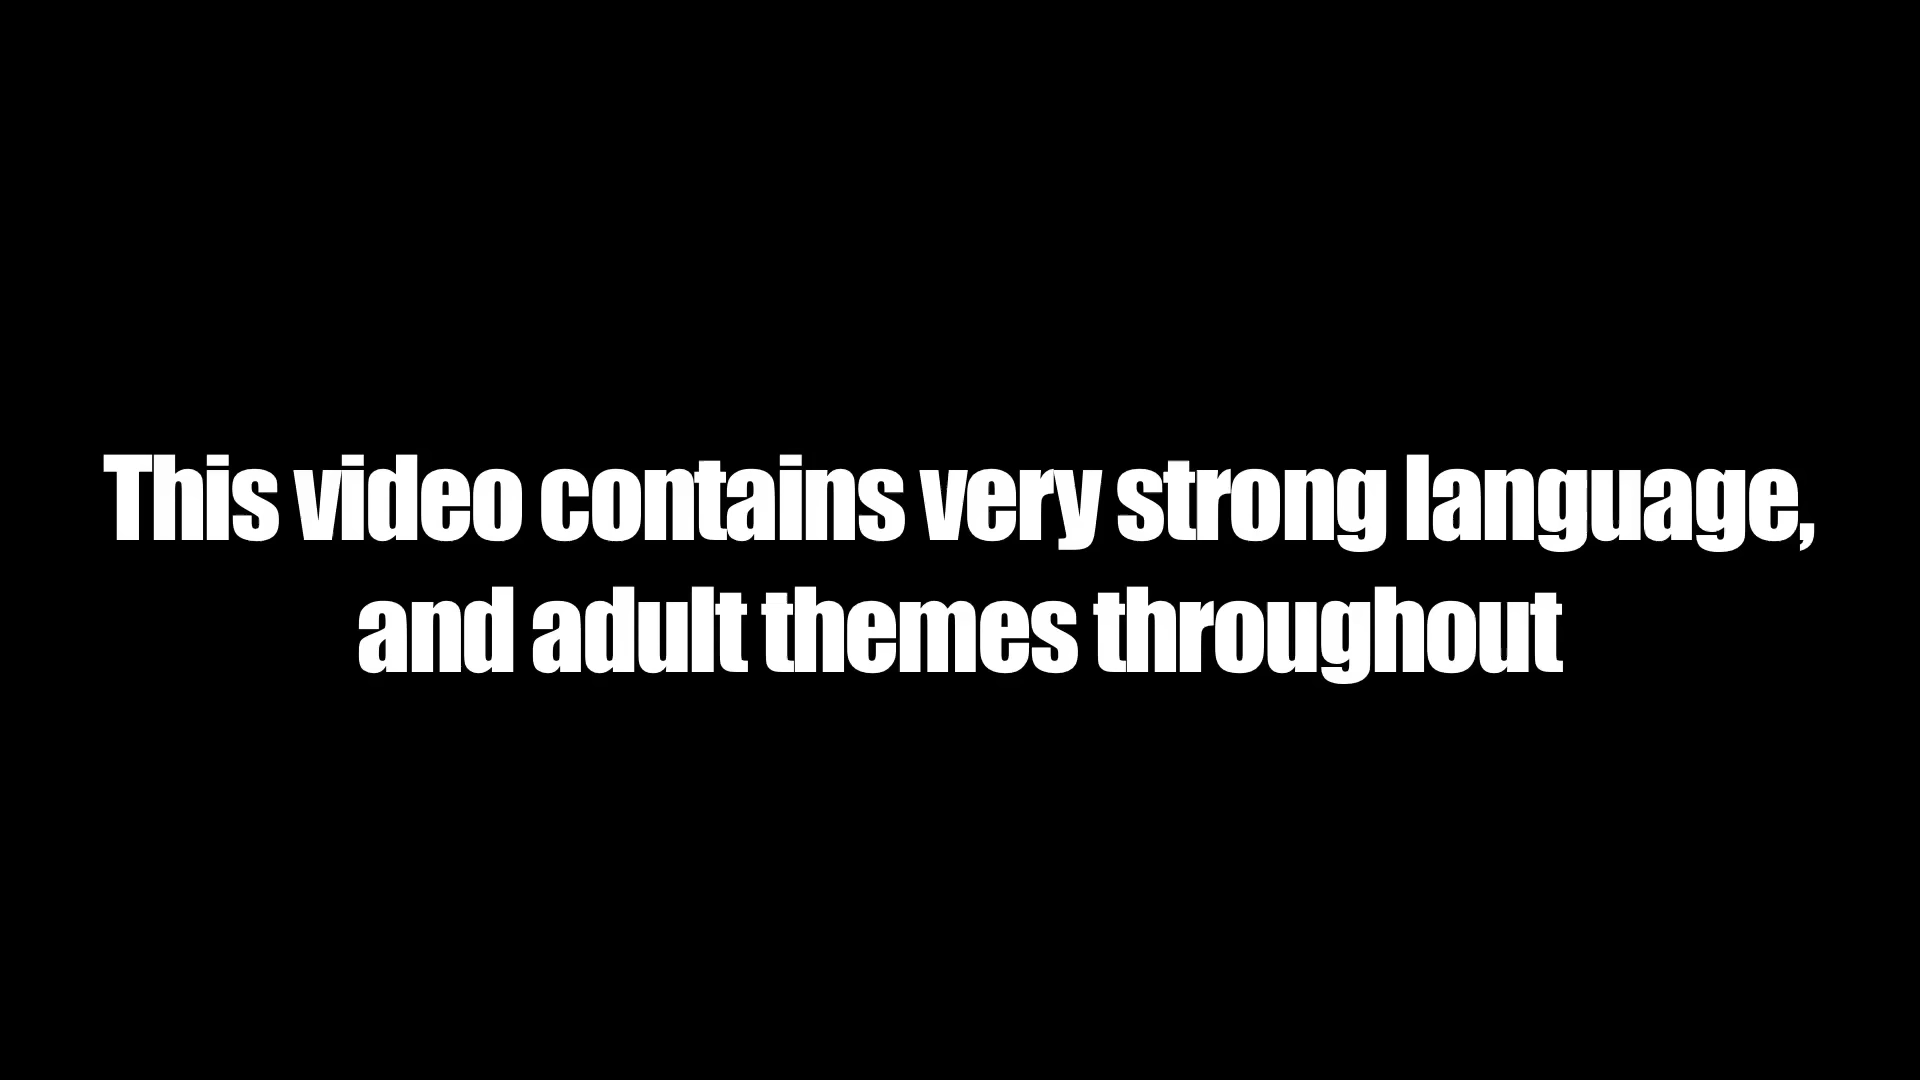 This video contains very strong language,
and adult themes throughout